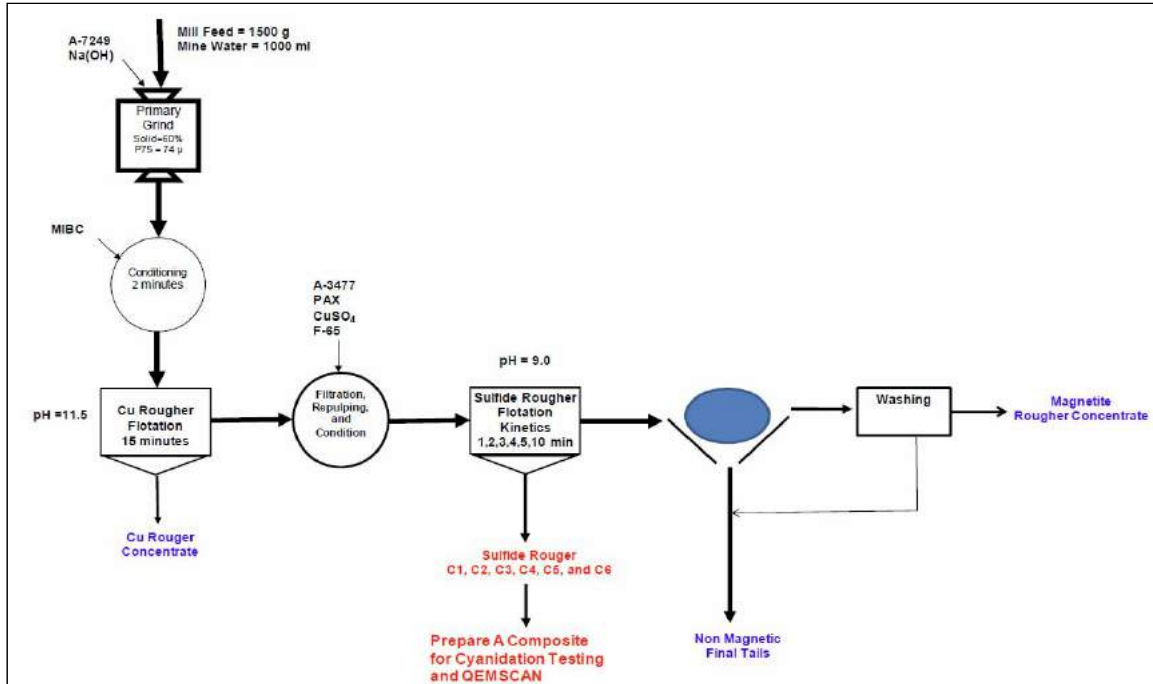 Mill Feed = 1500 g
Mine Water = 1000 ml
A-7249
Na(OH)
Primary
Grind
Solid=60%
P75 = 74 µ
MIBC
Conditioning
2 minutes
A-3477
PAX
CuSO₄
F-65
pH =11.5
Cu Rougher
Flotation
15 minutes
Filtration,
Repulping,
and
Condition
pH = 9.0
Sulfide Rougher
Flotation
Kinetics
1,2,3,4,5,10 min
Washing
Magnetite
Rougher Concentrate
Cu Rouger
Concentrate
Sulfide Rouger
C1, C2, C3, C4, C5, and C6
Prepare A Composite
for Cyanidation Testing
and QEMSCAN
Non Magnetic
Final Tails